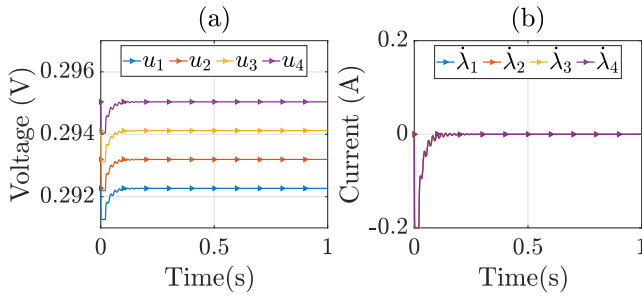 (a)
u₁ u₂ u₃ u₄
0.296
0.294
0.292
Voltage (V)
0 0.5 1
Time(s)
(b)
λ̇₁ λ̇₂ λ̇₃ λ̇₄
0.2
0
-0.2
Current (A)
0 0.5 1
Time(s)